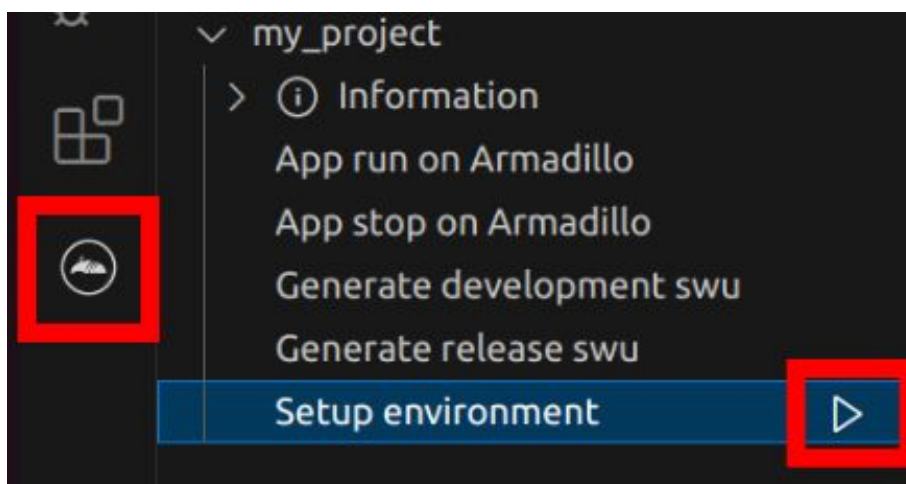 my_project
Information
App run on Armadillo
App stop on Armadillo
Generate development swu
Generate release swu
Setup environment